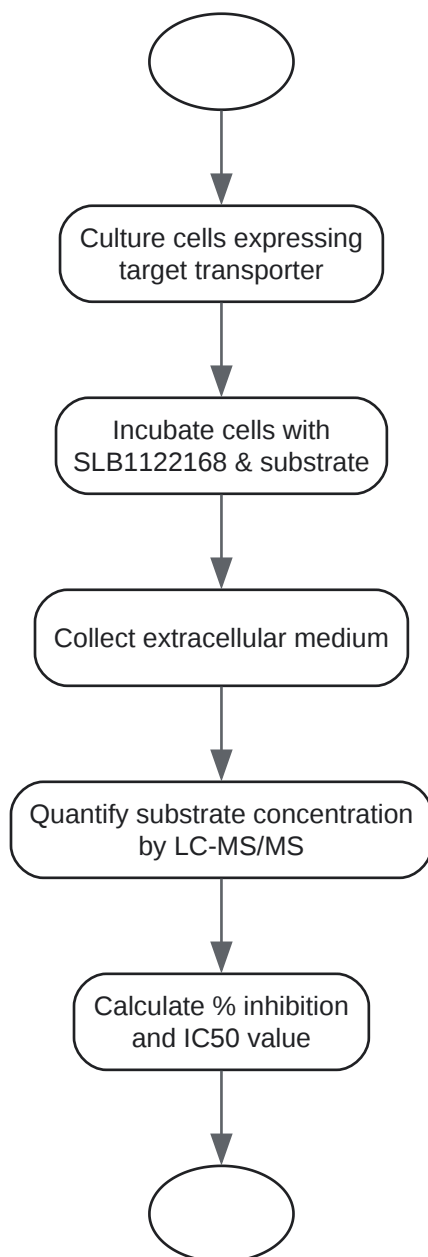 Culture cells expressing
target transporter
Incubate cells with
SLB1122168 & substrate
Collect extracellular medium
Quantify substrate concentration
by LC-MS/MS
Calculate % inhibition
and IC50 value